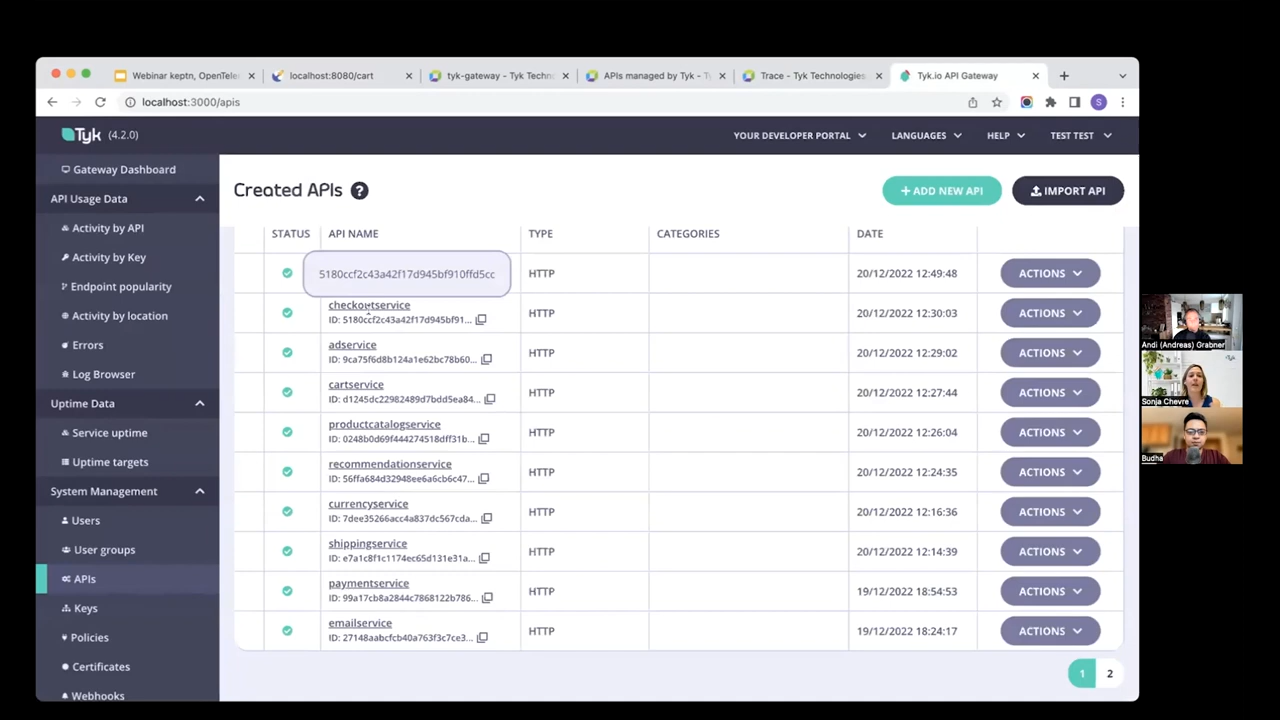 Webinar keptn, OpenTele
localhost:8080/cart
tyk-gateway - Tyk Techn
APIs managed by Tyk - Ty
Trace - Tyk Technologies
Tyk.io API Gateway
localhost:3000/apis
S
Tyk (4.2.0)
YOUR DEVELOPER PORTAL
LANGUAGES
HELP
TEST TEST
Gateway Dashboard
API Usage Data
Activity by API
Activity by Key
Endpoint popularity
Activity by location
Errors
Log Browser
Uptime Data
Service uptime
Uptime targets
System Management
Users
User groups
APIs
Keys
Policies
Certificates
Webhooks
Created APIs ?
+ ADD NEW API
IMPORT API
STATUS API NAME TYPE CATEGORIES DATE
5180ccf2c43a42f17d945bf910ffd5cc HTTP 20/12/2022 12:49:48 ACTIONS
checkoutservice
ID: 5180ccf2c43a42f17d945bf91... HTTP 20/12/2022 12:30:03 ACTIONS
adservice
ID: 9ca75f6d8b124a1e62bc78b60... HTTP 20/12/2022 12:29:02 ACTIONS
cartservice
ID: d1245dc22982489d7bdd5ea84... HTTP 20/12/2022 12:27:44 ACTIONS
productcatalogservice
ID: 0248b0d69f444274518dff31b... HTTP 20/12/2022 12:26:04 ACTIONS
recommendationservice
ID: 56ffa684d32948ee6a6cb6c47... HTTP 20/12/2022 12:24:35 ACTIONS
currencyservice
ID: 7dee35266acc4a837dc567cda... HTTP 20/12/2022 12:16:36 ACTIONS
shippingservice
ID: e7a1c8f1c1174ec65d131e31a... HTTP 20/12/2022 12:14:39 ACTIONS
paymentservice
ID: 99a17cb8a2844c7868122b786... HTTP 19/12/2022 18:54:53 ACTIONS
emailservice
ID: 27148aabcfcb40a763f3c7ce3... HTTP 19/12/2022 18:24:17 ACTIONS
1 2
Andi (Andreas) Grabner
Sonja Chevre
Budha